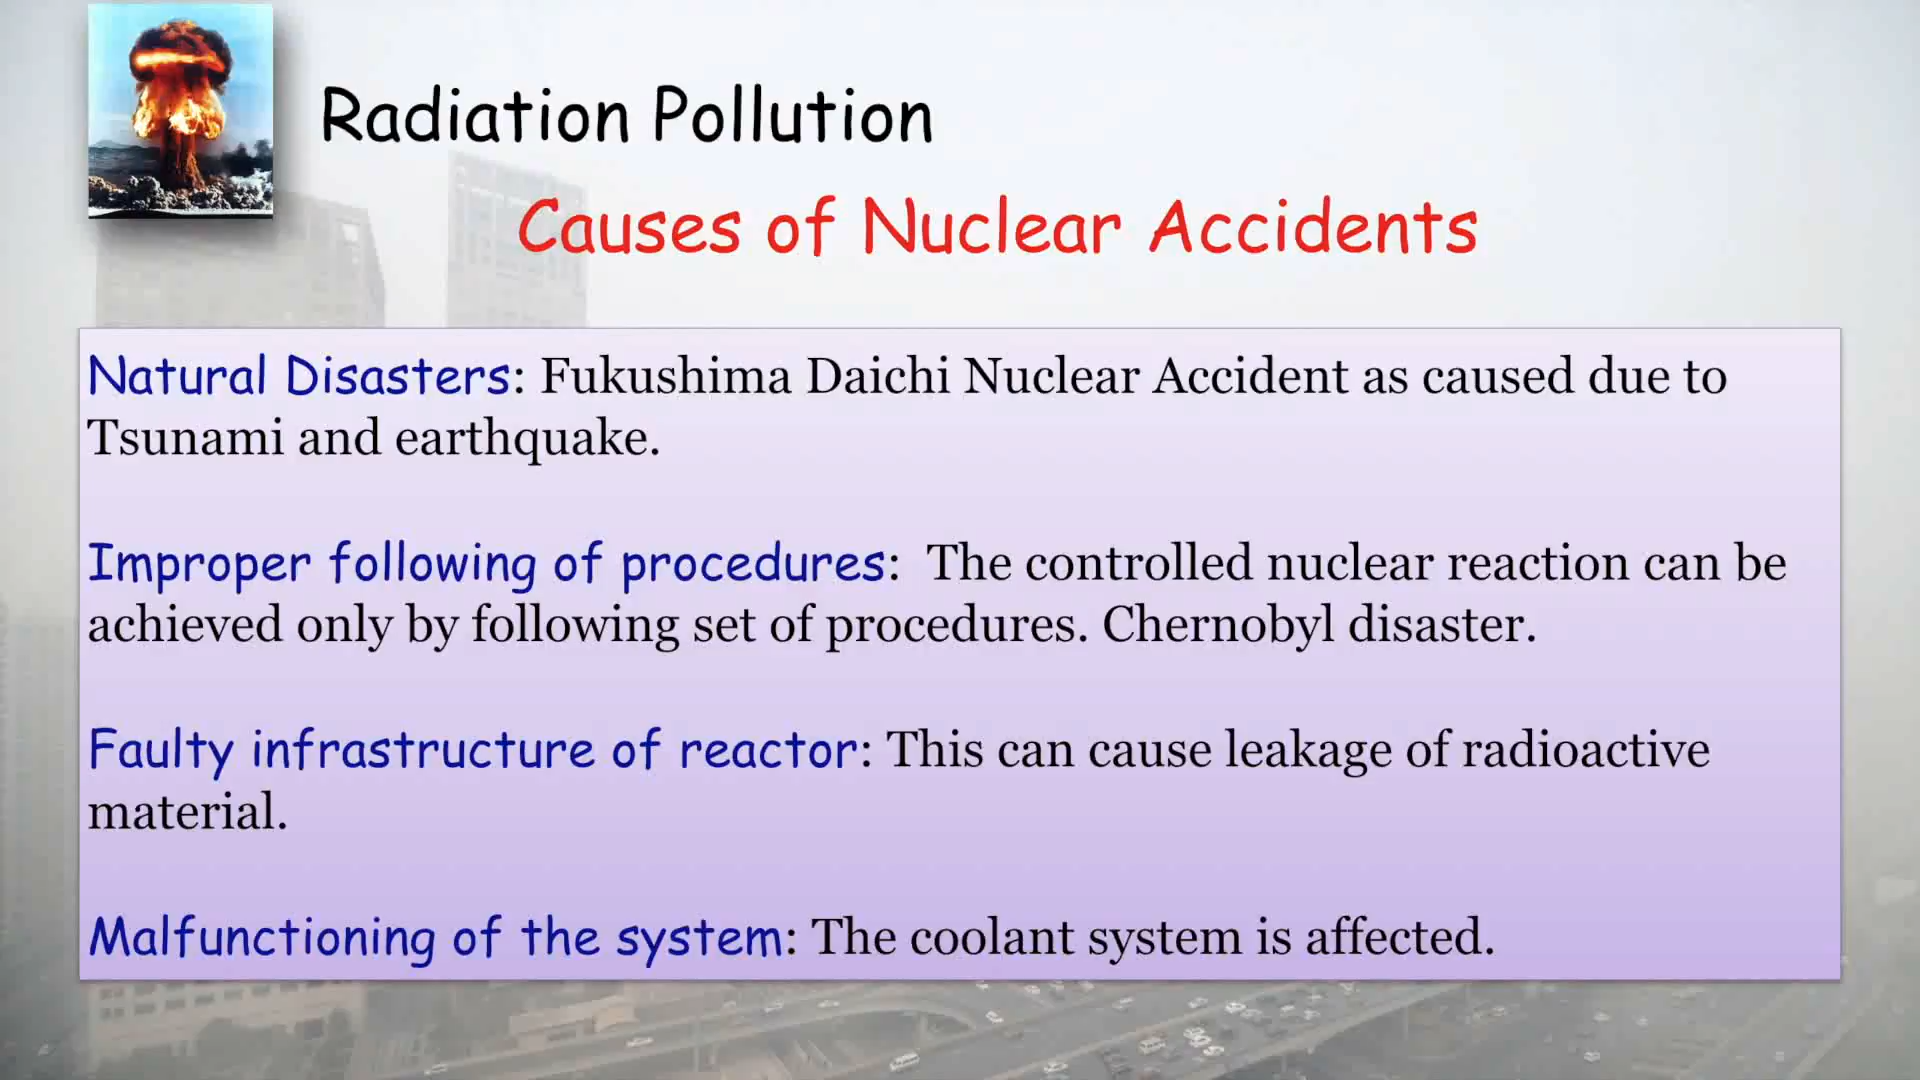 Radiation Pollution
Causes of Nuclear Accidents
Natural Disasters: Fukushima Daichi Nuclear Accident as caused due to
Tsunami and earthquake.
Improper following of procedures: The controlled nuclear reaction can be
achieved only by following set of procedures. Chernobyl disaster.
Faulty infrastructure of reactor: This can cause leakage of radioactive
material.
Malfunctioning of the system: The coolant system is affected.